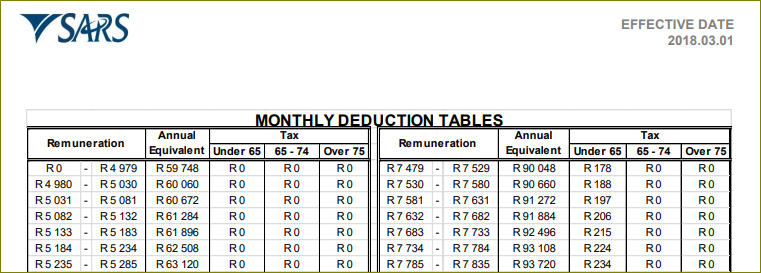 SARS
EFFECTIVE DATE
2018.03.01
MONTHLY DEDUCTION TABLES
Remuneration Annual Equivalent Tax Remuneration Annual Equivalent Tax
Under 65 65 - 74 Over 75 Under 65 65 - 74 Over 75
R 0 - R 4 979 R 59 748 R 0 R 0 R 0 R 7 479 - R 7 529 R 90 048 R 178 R 0 R 0
R 4 980 - R 5 030 R 60 060 R 0 R 0 R 0 R 7 530 - R 7 580 R 90 660 R 188 R 0 R 0
R 5 031 - R 5 081 R 60 672 R 0 R 0 R 0 R 7 581 - R 7 631 R 91 272 R 197 R 0 R 0
R 5 082 - R 5 132 R 61 284 R 0 R 0 R 0 R 7 632 - R 7 682 R 91 884 R 206 R 0 R 0
R 5 133 - R 5 183 R 61 896 R 0 R 0 R 0 R 7 683 - R 7 733 R 92 496 R 215 R 0 R 0
R 5 184 - R 5 234 R 62 508 R 0 R 0 R 0 R 7 734 - R 7 784 R 93 108 R 224 R 0 R 0
R 5 235 - R 5 285 R 63 120 R 0 R 0 R 0 R 7 785 - R 7 835 R 93 720 R 234 R 0 R 0